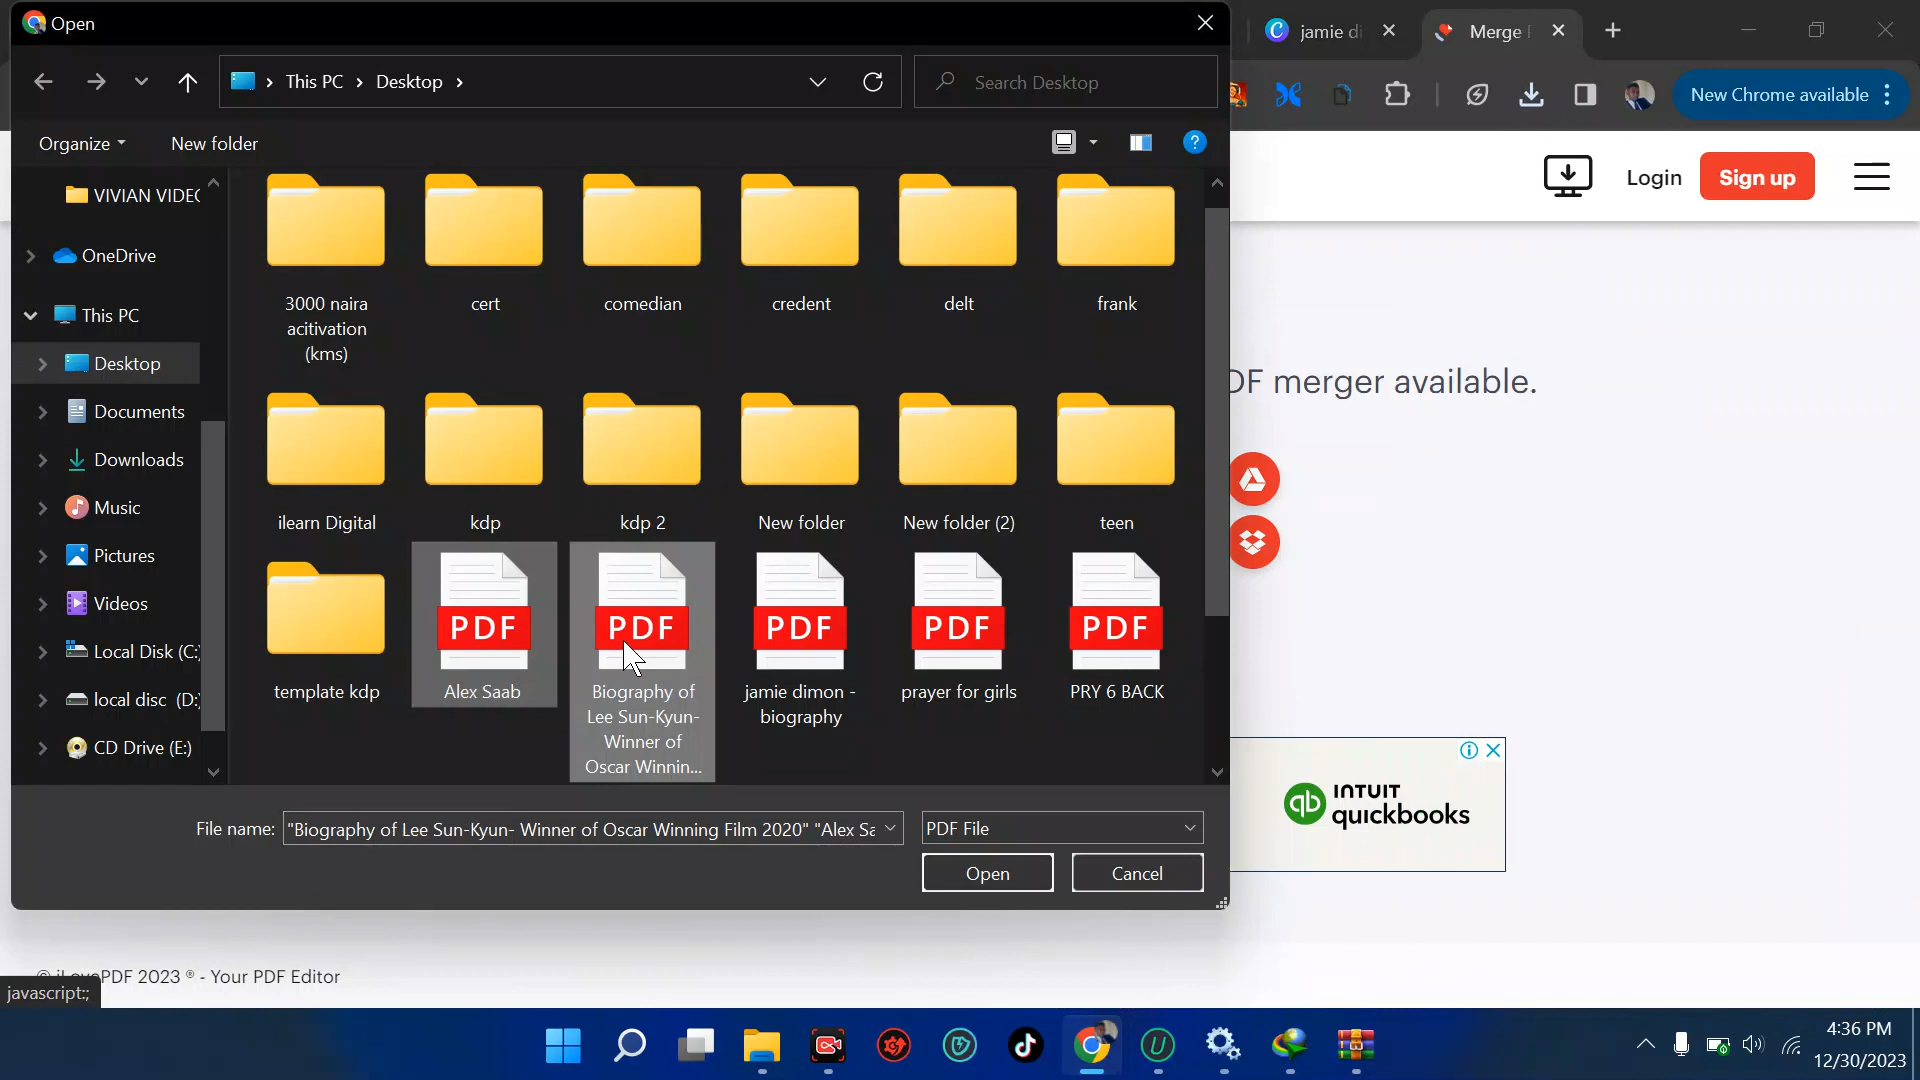 Open
jamie di
Merge
This PC
Desktop
Search Desktop
New Chrome available
Organize
New folder
Login
Sign up
VIVIAN VIDEO
OneDrive
This PC
Desktop
Documents
Downloads
Music
Pictures
Videos
Local Disk (C:)
local disc (D:)
CD Drive (E:)
3000 naira
acitivation
(kms)
cert
comedian
credent
delt
frank
ilearn Digital
kdp
kdp 2
New folder
New folder (2)
teen
template kdp
PDF
Alex Saab
PDF
Biography of
Lee Sun-Kyun-
Winner of
Oscar Winnin...
PDF
jamie dimon -
biography
PDF
prayer for girls
PDF
PRY 6 BACK
DF merger available.
INTUIT
quickbooks
File name:
"Biography of Lee Sun-Kyun- Winner of Oscar Winning Film 2020" "Alex Sa
PDF File
Open
Cancel
© iLovePDF 2023 ® - Your PDF Editor
javascript:;
4:36 PM
12/30/2023